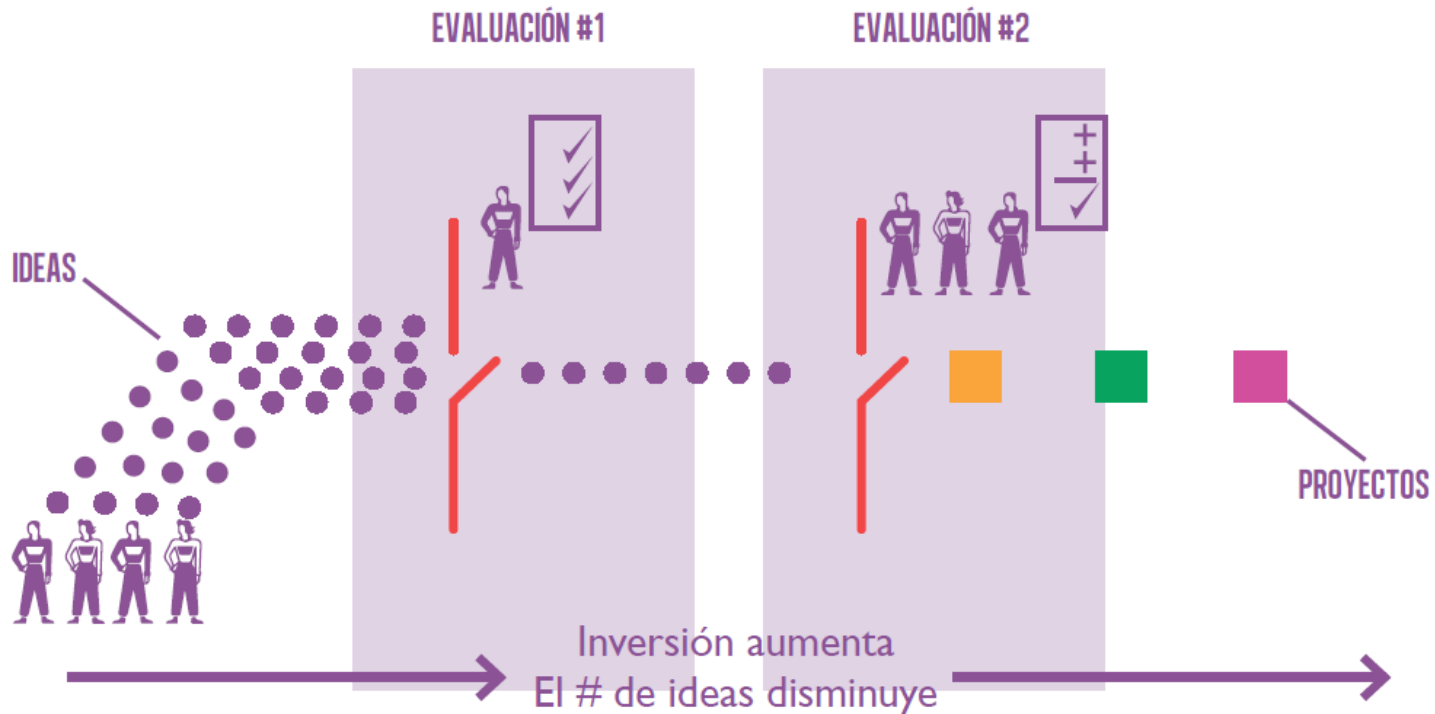 EVALUACIÓN #1
EVALUACIÓN #2
IDEAS
PROYECTOS
Inversión aumenta
El # de ideas disminuye